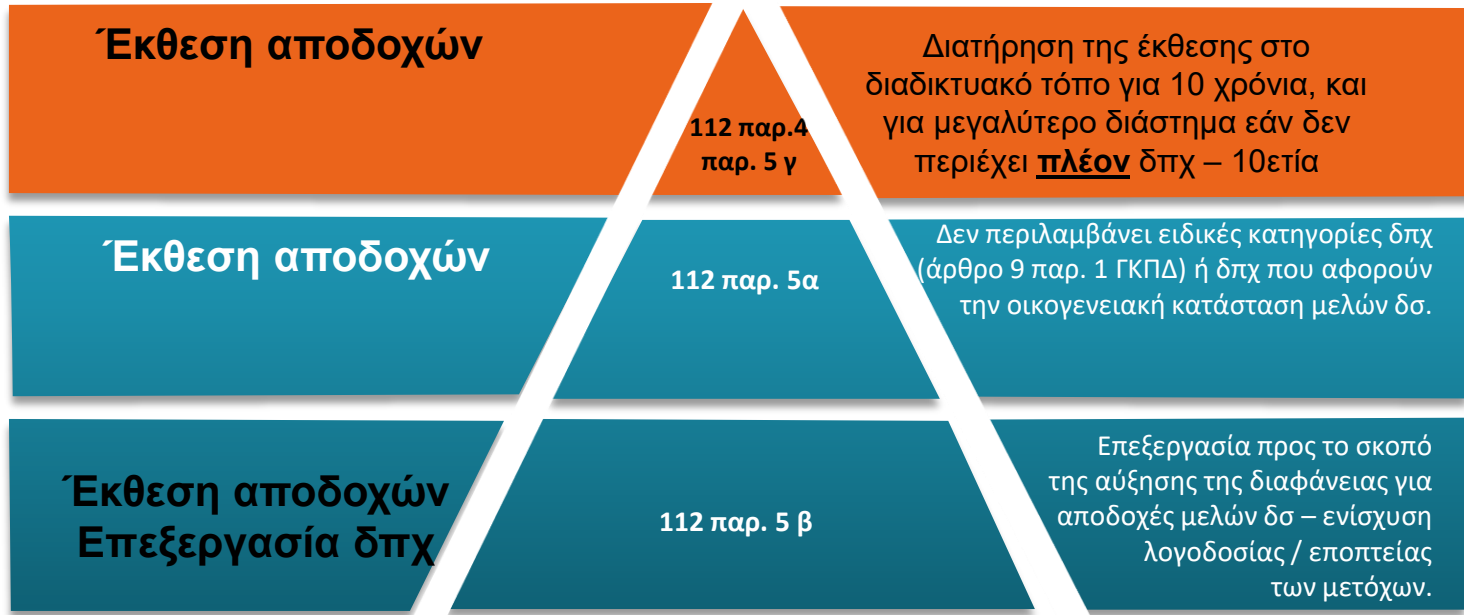 Έκθεση αποδοχών
112 παρ.4
παρ. 5 γ
Διατήρηση της έκθεσης στο
διαδικτυακό τόπο για 10 χρόνια, και
για μεγαλύτερο διάστημα εάν δεν
περιέχει πλέον δπχ – 10ετία
Έκθεση αποδοχών
112 παρ. 5α
Δεν περιλαμβάνει ειδικές κατηγορίες δπχ
(άρθρο 9 παρ. 1 ΓΚΠΔ) ή δπχ που αφορούν
την οικογενειακή κατάσταση μελών δσ.
Έκθεση αποδοχών
Επεξεργασία δπχ
112 παρ. 5 β
Επεξεργασία προς το σκοπό
της αύξησης της διαφάνειας για
αποδοχές μελών δσ – ενίσχυση
λογοδοσίας / εποπτείας
των μετόχων.